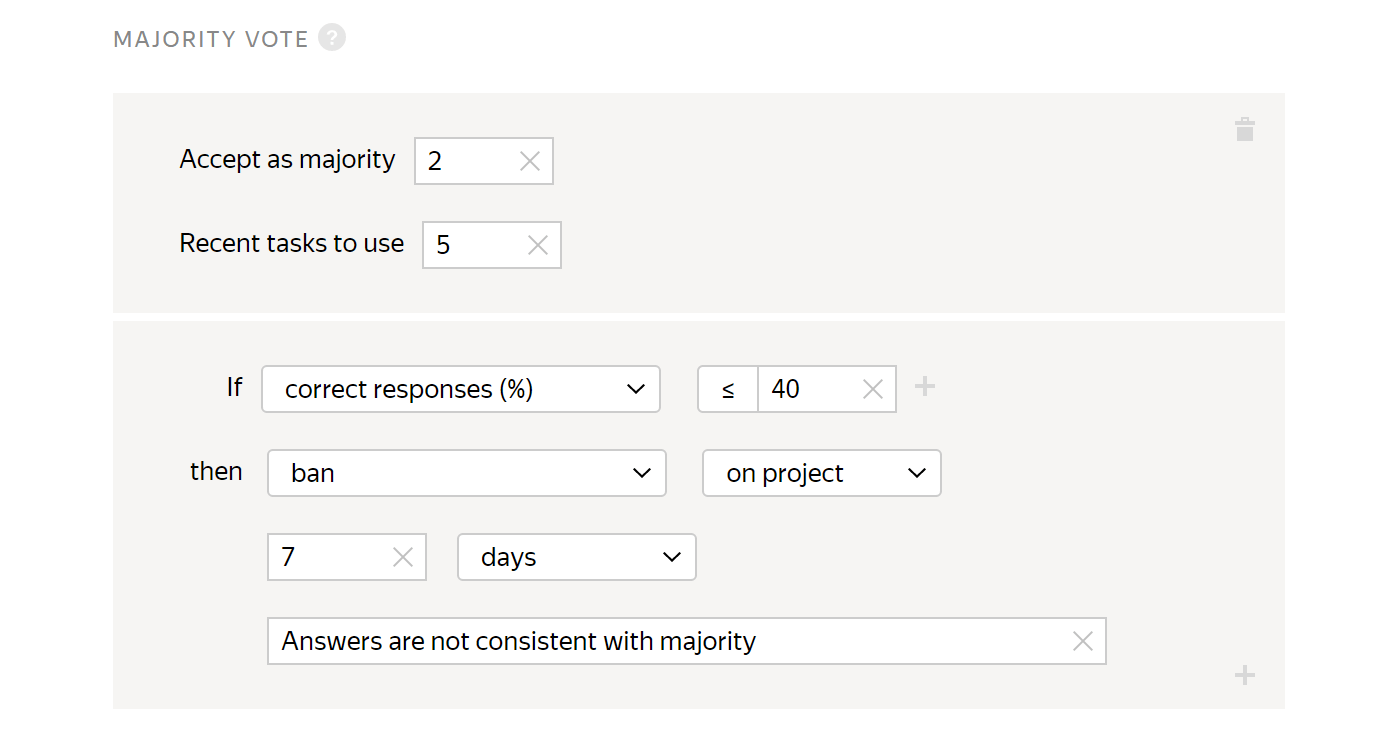 MAJORITY VOTE ?
Accept as majority 2
Recent tasks to use 5
If correct responses (%) ≤ 40
then ban on project
7 days
Answers are not consistent with majority